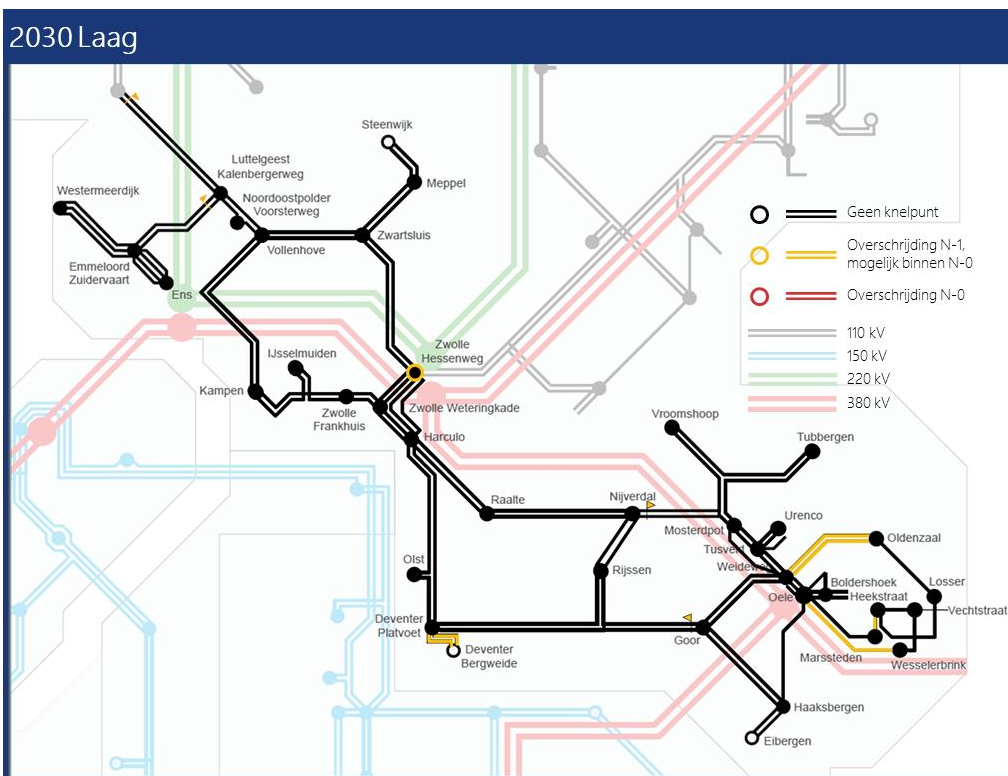 2030 Laag
Steenwijk
Luttelgeest
Kalenbergerweg
Meppel
Westermeerdijk
Noordoostpolder
Voorsterweg
Geen knelpunt
Zwartsluis
Vollenhove
Overschrijding N-1,
mogelijk binnen N-0
Emmeloord
Zuidervaart
Ens
Overschrijding N-0
110 kV
Zwolle
Hessenweg
IJsselmuiden
150 kV
220 kV
Kampen
380 kV
Zwolle
Frankhuis
Zwolle Weteringkade
Vroomshoop
Harculo
Tubbergen
Raalte
Nijverdal
Urenco
Mosterdpot
Oldenzaal
Tusveld
Olst
Rijssen
Weideweg
Boldershoek
Losser
Oele
Heekstraat
Vechtstraat
Deventer
Platvoet
Goor
Deventer
Bergweide
Marssteden
Wesselerbrink
Haaksbergen
Eibergen